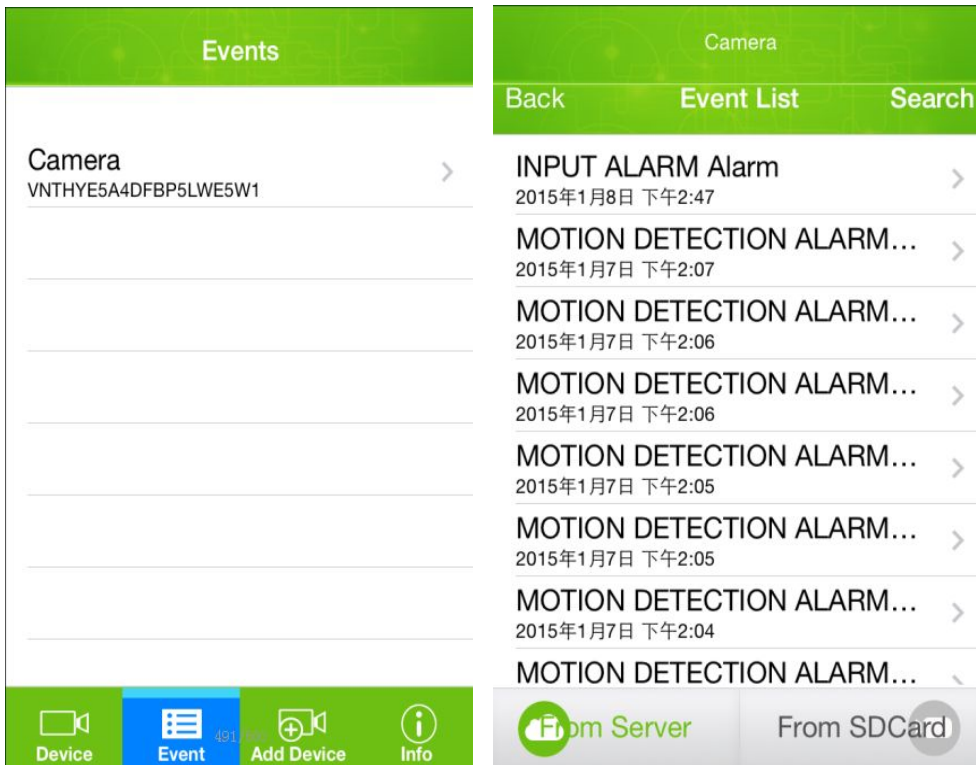 Events
Camera
VNTHYE5A4DFBP5LWE5W1
Device
Event
Add Device
Info
Camera
Back
Event List
Search
INPUT ALARM Alarm
2015年1月8日 下午2:47
MOTION DETECTION ALARM...
2015年1月7日 下午2:07
MOTION DETECTION ALARM...
2015年1月7日 下午2:06
MOTION DETECTION ALARM...
2015年1月7日 下午2:06
MOTION DETECTION ALARM...
2015年1月7日 下午2:05
MOTION DETECTION ALARM...
2015年1月7日 下午2:05
MOTION DETECTION ALARM...
2015年1月7日 下午2:04
MOTION DETECTION ALARM...
From Server
From SDCard